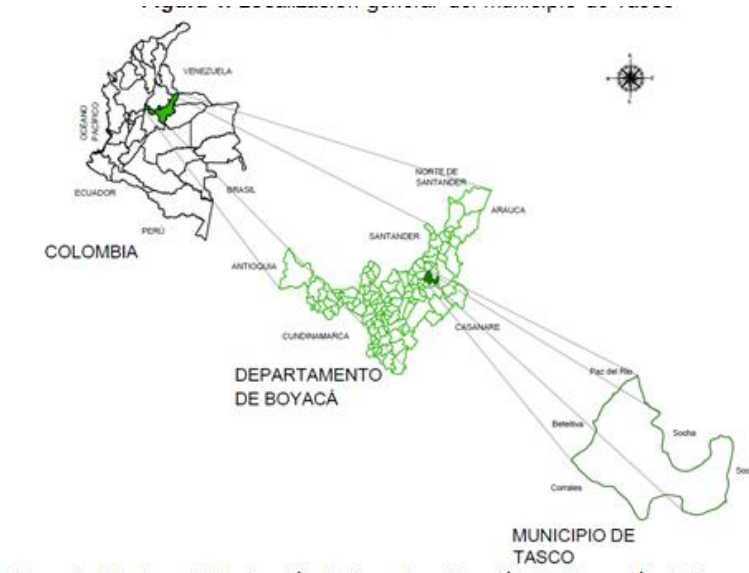 VENEZUELA
OCÉANO
PACÍFICO
ECUADOR
BRASIL
PERÚ
COLOMBIA
NORTE DE
SANTANDER
ARAUCA
SANTANDER
ANTIOQUIA
CUNDINAMARCA
CASANARE
DEPARTAMENTO
DE BOYACÁ
Paz del Río
Beteitiva
Socha
Corrales
MUNICIPIO DE
TASCO